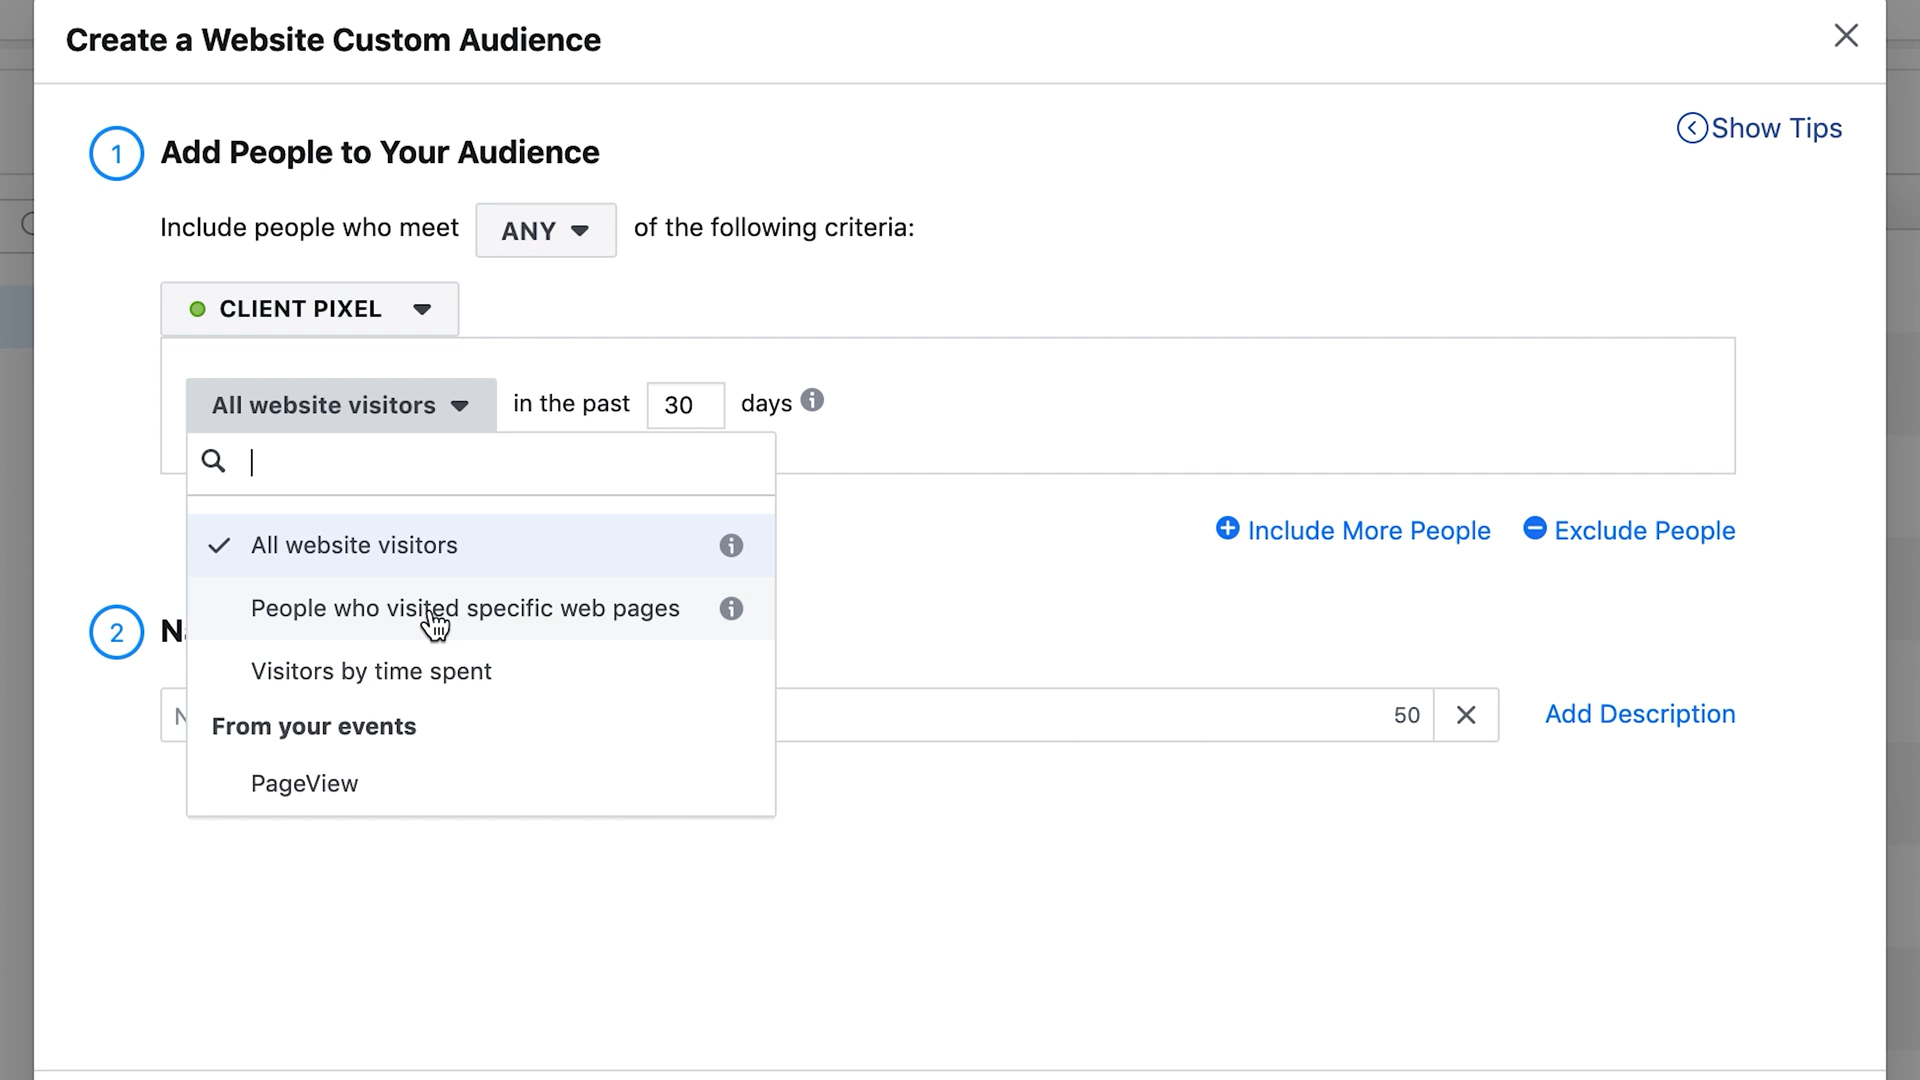 Create a Website Custom Audience
Show Tips
1 Add People to Your Audience
Include people who meet ANY of the following criteria:
CLIENT PIXEL
All website visitors in the past 30 days
All website visitors
Include More People Exclude People
People who visited specific web pages
2
Visitors by time spent
50 Add Description
From your events
PageView